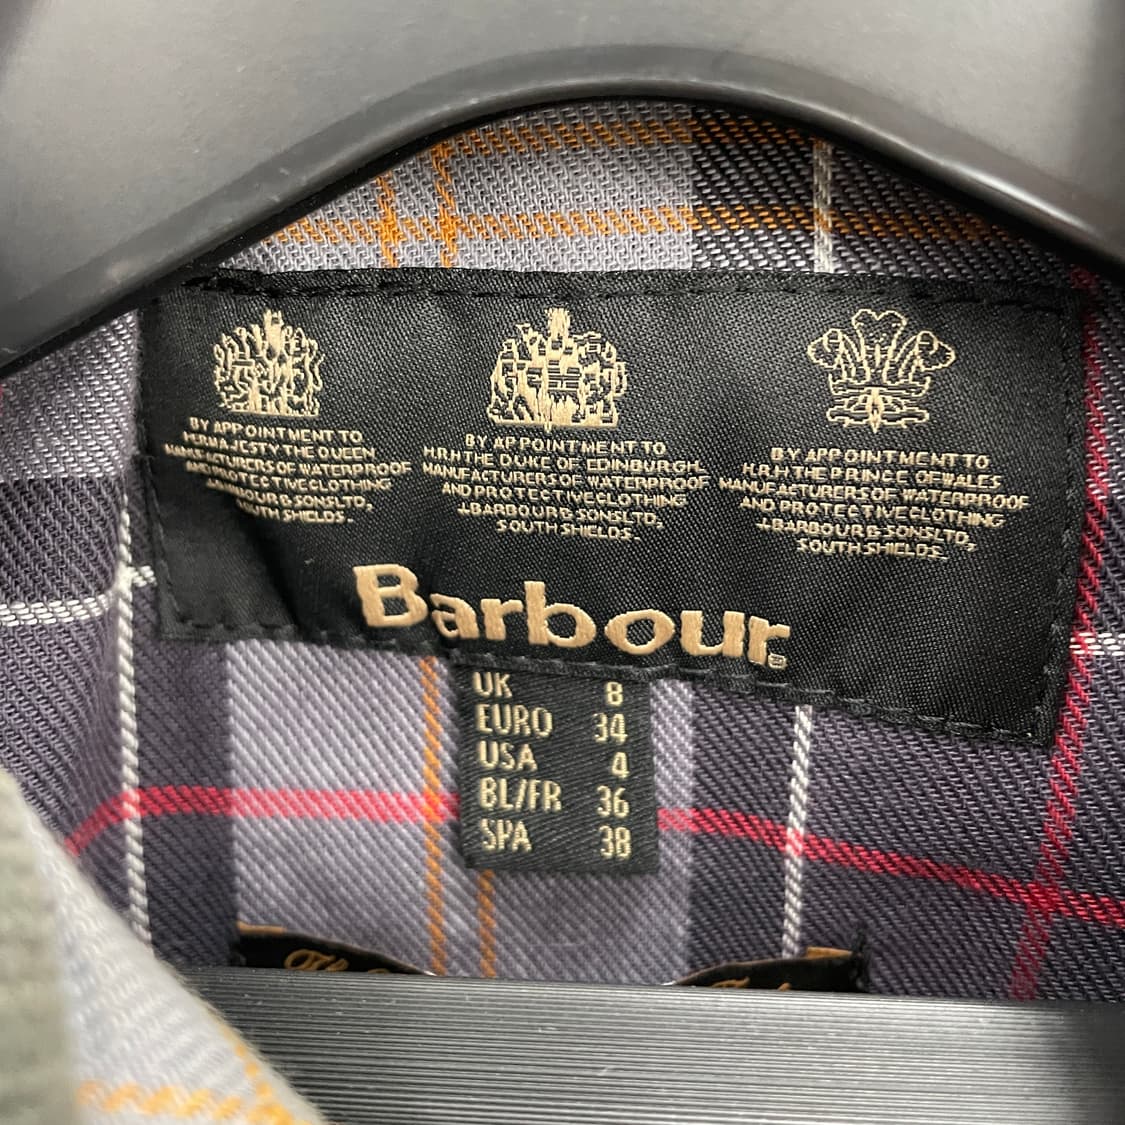 BY APPOINTMENT TO
HER MAJESTY THE QUEEN
MANUFACTURERS OF WATERPROOF
AND PROTECTIVE CLOTHING
J.BARBOUR & SONS LTD,
SOUTH SHIELDS.
BY APPOINTMENT TO
H.R.H THE DUKE OF EDINBURGH.
MANUFACTURERS OF WATERPROOF
AND PROTECTIVE CLOTHING
J.BARBOUR & SONS LTD,
SOUTH SHIELDS.
BY APPOINTMENT TO
H.R.H. THE PRINCE OF WALES
MANUFACTURERS OF WATERPROOF
AND PROTECTIVE CLOTHING
J.BARBOUR & SONS LTD,
SOUTH SHIELDS.
Barbour®
UK 8
EURO 34
USA 4
BL/FR 36
SPA 38